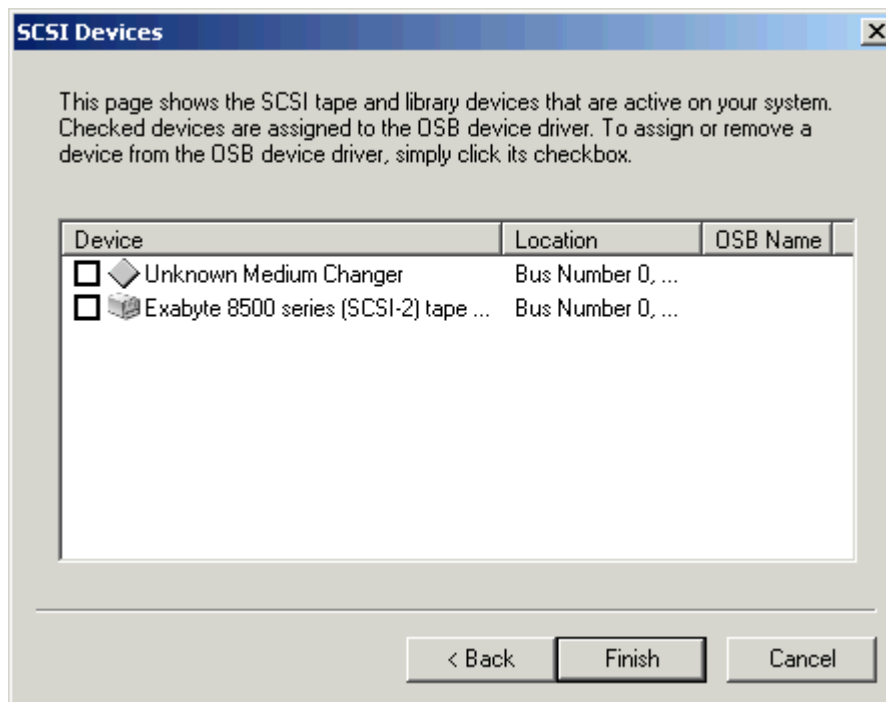 SCSI Devices
This page shows the SCSI tape and library devices that are active on your system.
Checked devices are assigned to the OSB device driver. To assign or remove a
device from the OSB device driver, simply click its checkbox.
Device Location OSB Name
Unknown Medium Changer Bus Number 0, ...
Exabyte 8500 series (SCSI-2) tape ... Bus Number 0, ...
< Back Finish Cancel